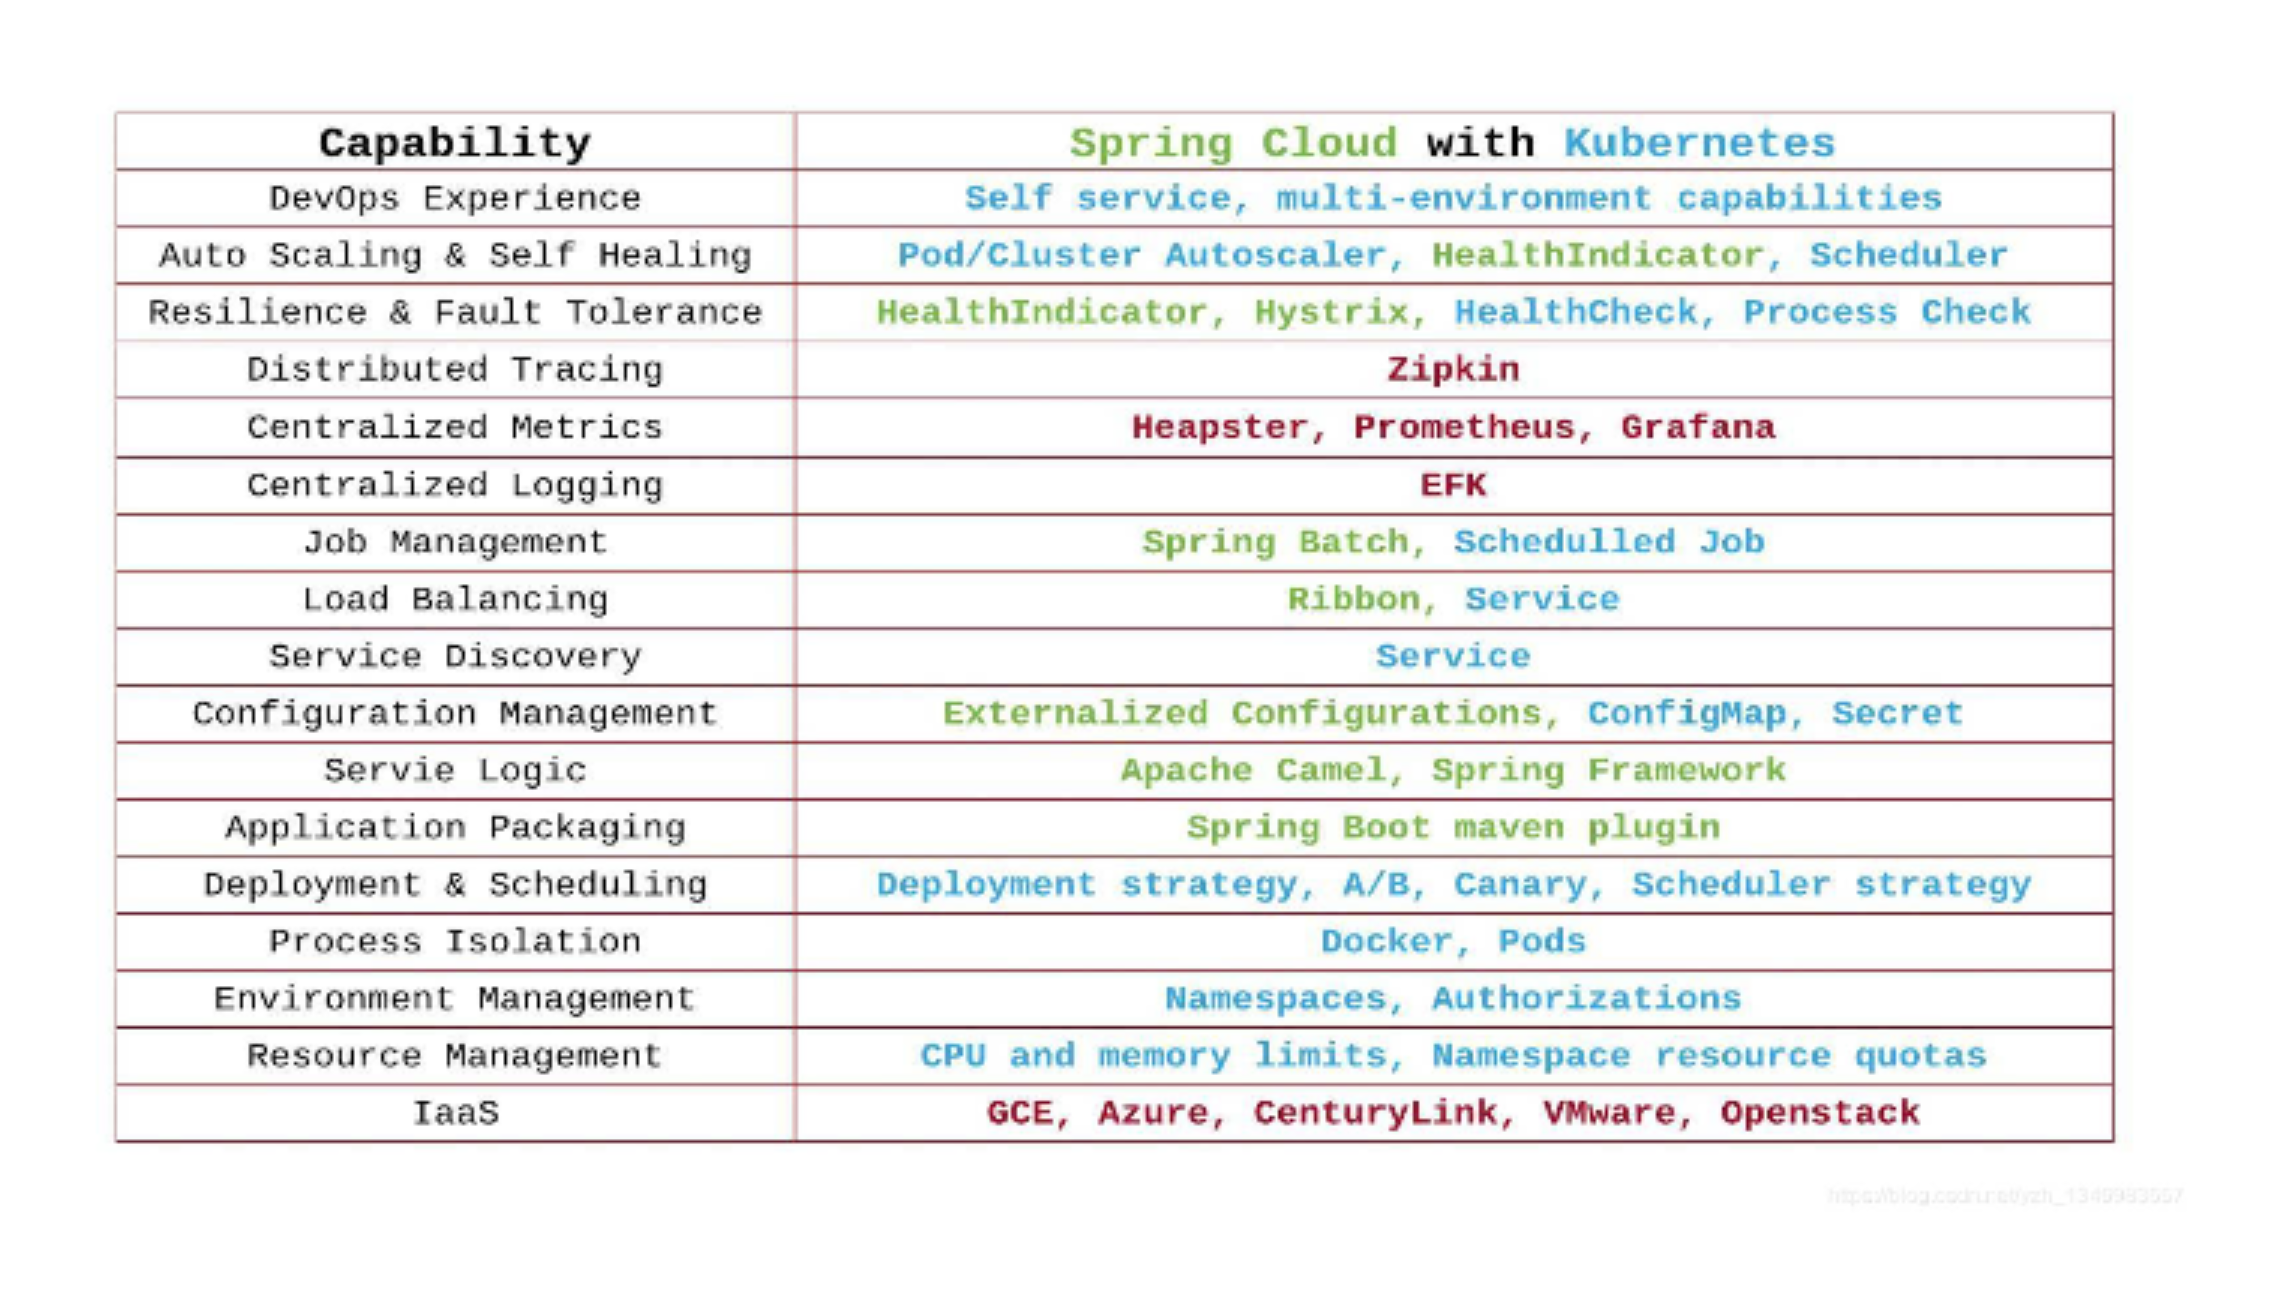 Capability Spring Cloud with Kubernetes
DevOps Experience Self service, multi-environment capabilities
Auto Scaling & Self Healing Pod/Cluster Autoscaler, HealthIndicator, Scheduler
Resilience & Fault Tolerance HealthIndicator, Hystrix, HealthCheck, Process Check
Distributed Tracing Zipkin
Centralized Metrics Heapster, Prometheus, Grafana
Centralized Logging EFK
Job Management Spring Batch, Schedulled Job
Load Balancing Ribbon, Service
Service Discovery Service
Configuration Management Externalized Configurations, ConfigMap, Secret
Servie Logic Apache Camel, Spring Framework
Application Packaging Spring Boot maven plugin
Deployment & Scheduling Deployment strategy, A/B, Canary, Scheduler strategy
Process Isolation Docker, Pods
Environment Management Namespaces, Authorizations
Resource Management CPU and memory limits, Namespace resource quotas
IaaS GCE, Azure, CenturyLink, VMware, Openstack